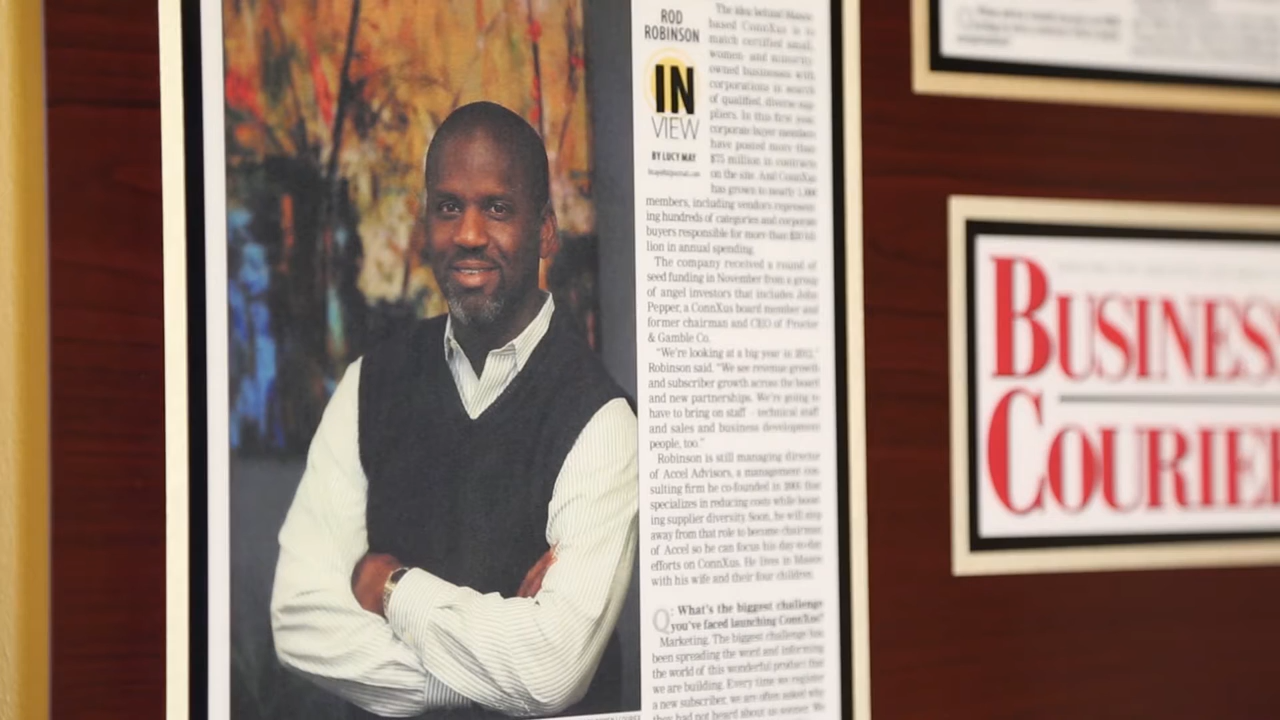 ROD
ROBINSON
IN
VIEW
BY LUCY MAY
The idea behind Mason-
based ConnXus is to
match certified small,
women- and minority-
owned businesses with
corporations in search
of qualified, diverse sup-
pliers. In this first year,
corporate buyer members
have posted more than
$75 million in contracts
on the site. And ConnXus
has grown to nearly
members, including vendors represent-
ing hundreds of categories and corporate
buyers responsible for more than bil-
lion in annual spending.
The company received a round of
seed funding in November from a group
of angel investors that includes John
Pepper, a ConnXus board member and
former chairman and CEO of Procter
& Gamble Co.
"We're looking at a big year in
Robinson said. "We see revenue growth
and subscriber growth across the board
and new partnerships. We're going to
have to bring on staff - technical staff
and sales and business development
people, too."
Robinson is still managing director
of Accel Advisors, a management con-
sulting firm he co-founded in that
specializes in reducing costs while boost-
ing supplier diversity. Soon, he will step
away from that role to become chairman
of Accel so he can focus his day-to-day
efforts on ConnXus. He lives in Mason
with his wife and their four children.
Q: What's the biggest challenge
you've faced launching ConnXus?
Marketing. The biggest challenge has
been spreading the word and informing
the world of this wonderful product that
we are building. Every time we register
a new subscriber, we are often asked why
they had not heard about us sooner. We
BUSINESS
COURIER